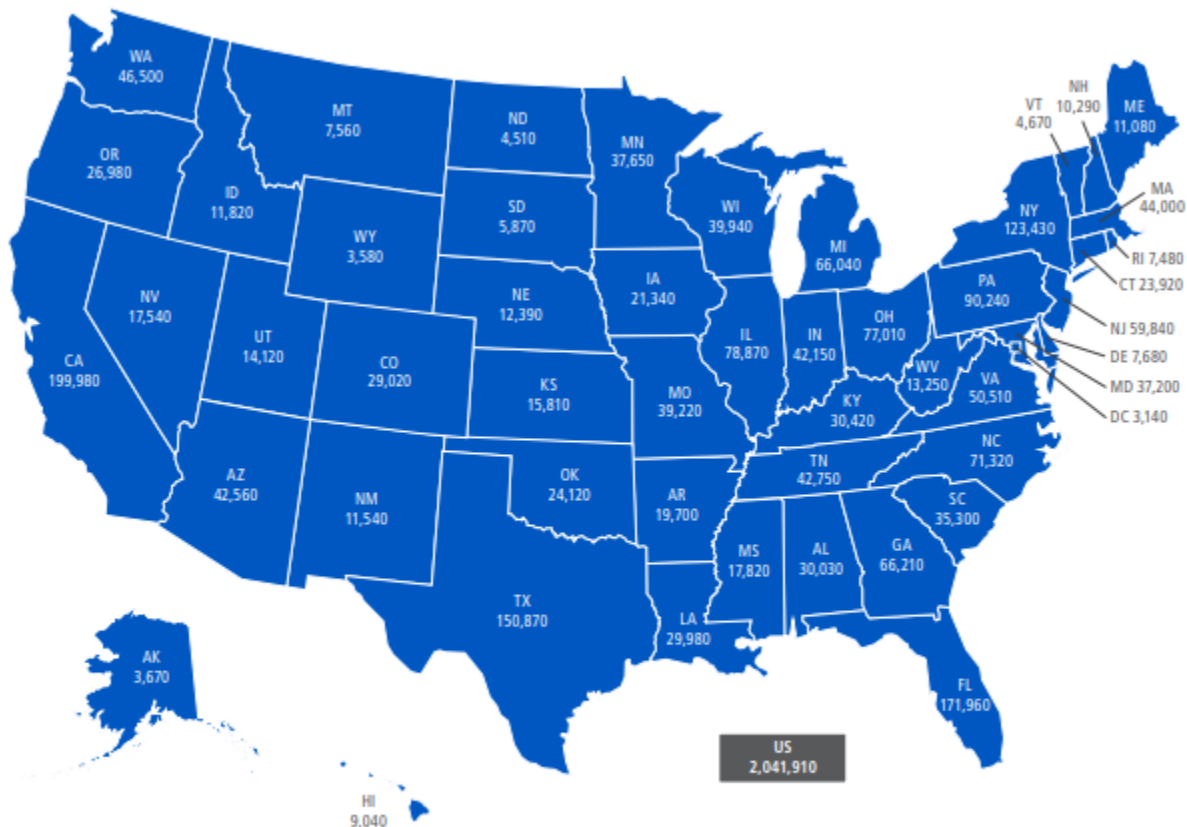 WA
46,500
MT
7,560
ND
4,510
MN
37,650
VT
4,670
NH
10,290
ME
11,080
OR
26,980
ID
11,820
SD
5,870
WI
39,940
NY
123,430
MA
44,000
WY
3,580
MI
66,040
RI 7,480
CT 23,920
NV
17,540
NE
12,390
IA
21,340
PA
90,240
NJ 59,840
UT
14,120
CO
29,020
IL
78,870
IN
42,150
OH
77,010
DE 7,680
CA
199,980
KS
15,810
MO
39,220
WV
13,250
VA
50,510
MD 37,200
KY
30,420
DC 3,140
AZ
42,560
NM
11,540
OK
24,120
AR
19,700
TN
42,750
NC
71,320
SC
35,300
TX
150,870
MS
17,820
AL
30,030
GA
66,210
LA
29,980
AK
3,670
FL
171,960
US
2,041,910
HI
9,040